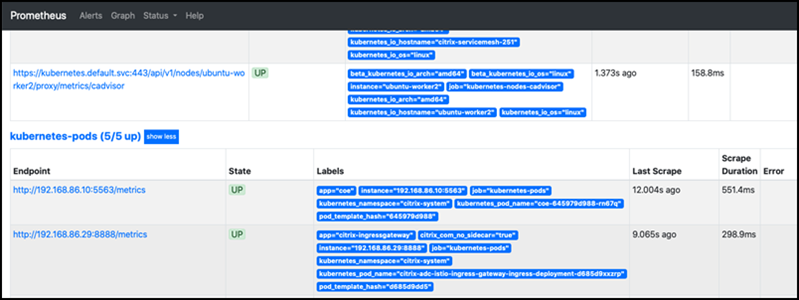 Prometheus Alerts Graph Status Help
kubernetes_io_hostname="citrix-servicemesh-251"
kubernetes_io_os="linux"
https://kubernetes.default.svc:443/api/v1/nodes/ubuntu-wo
rker2/proxy/metrics/cadvisor
UP
beta_kubernetes_io_arch="amd64" beta_kubernetes_io_os="linux"
instance="ubuntu-worker2" job="kubernetes-nodes-cadvisor"
kubernetes_io_arch="amd64"
kubernetes_io_hostname="ubuntu-worker2" kubernetes_io_os="linux"
1.373s ago
158.8ms
kubernetes-pods (5/5 up) show less
Endpoint State Labels Last Scrape Scrape Duration Error
http://192.168.86.10:5563/metrics
UP
app="coe" instance="192.168.86.10:5563" job="kubernetes-pods"
kubernetes_namespace="citrix-system" kubernetes_pod_name="coe-645979d988-rn67q"
pod_template_hash="645979d988"
12.004s ago
551.4ms
http://192.168.86.29:8888/metrics
UP
app="citrix-ingressgateway" citrix_com_no_sidecar="true"
instance="192.168.86.29:8888" job="kubernetes-pods"
kubernetes_namespace="citrix-system"
kubernetes_pod_name="citrix-adc-istio-ingress-gateway-ingress-deployment-d685d9xxzrp"
pod_template_hash="d685d9dd5"
9.065s ago
298.9ms